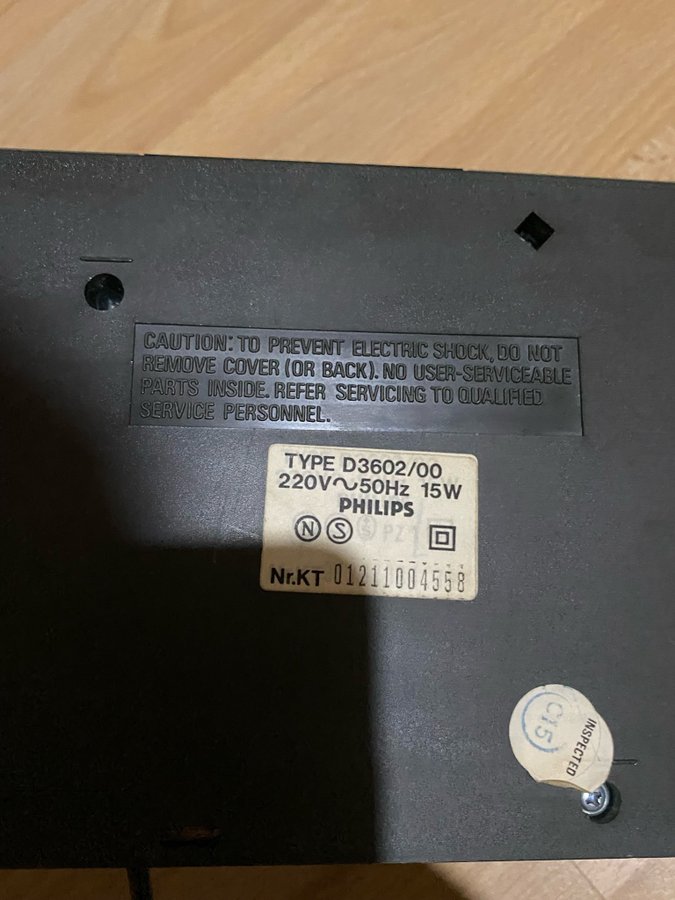 CAUTION: TO PREVENT ELECTRIC SHOCK, DO NOT
REMOVE COVER (OR BACK). NO USER-SERVICEABLE
PARTS INSIDE. REFER SERVICING TO QUALIFIED
SERVICE PERSONNEL.
TYPE D3602/00
220V~50Hz 15W
PHILIPS
N S S PZ
Nr.KT 01211004558
C15
INSPECTED